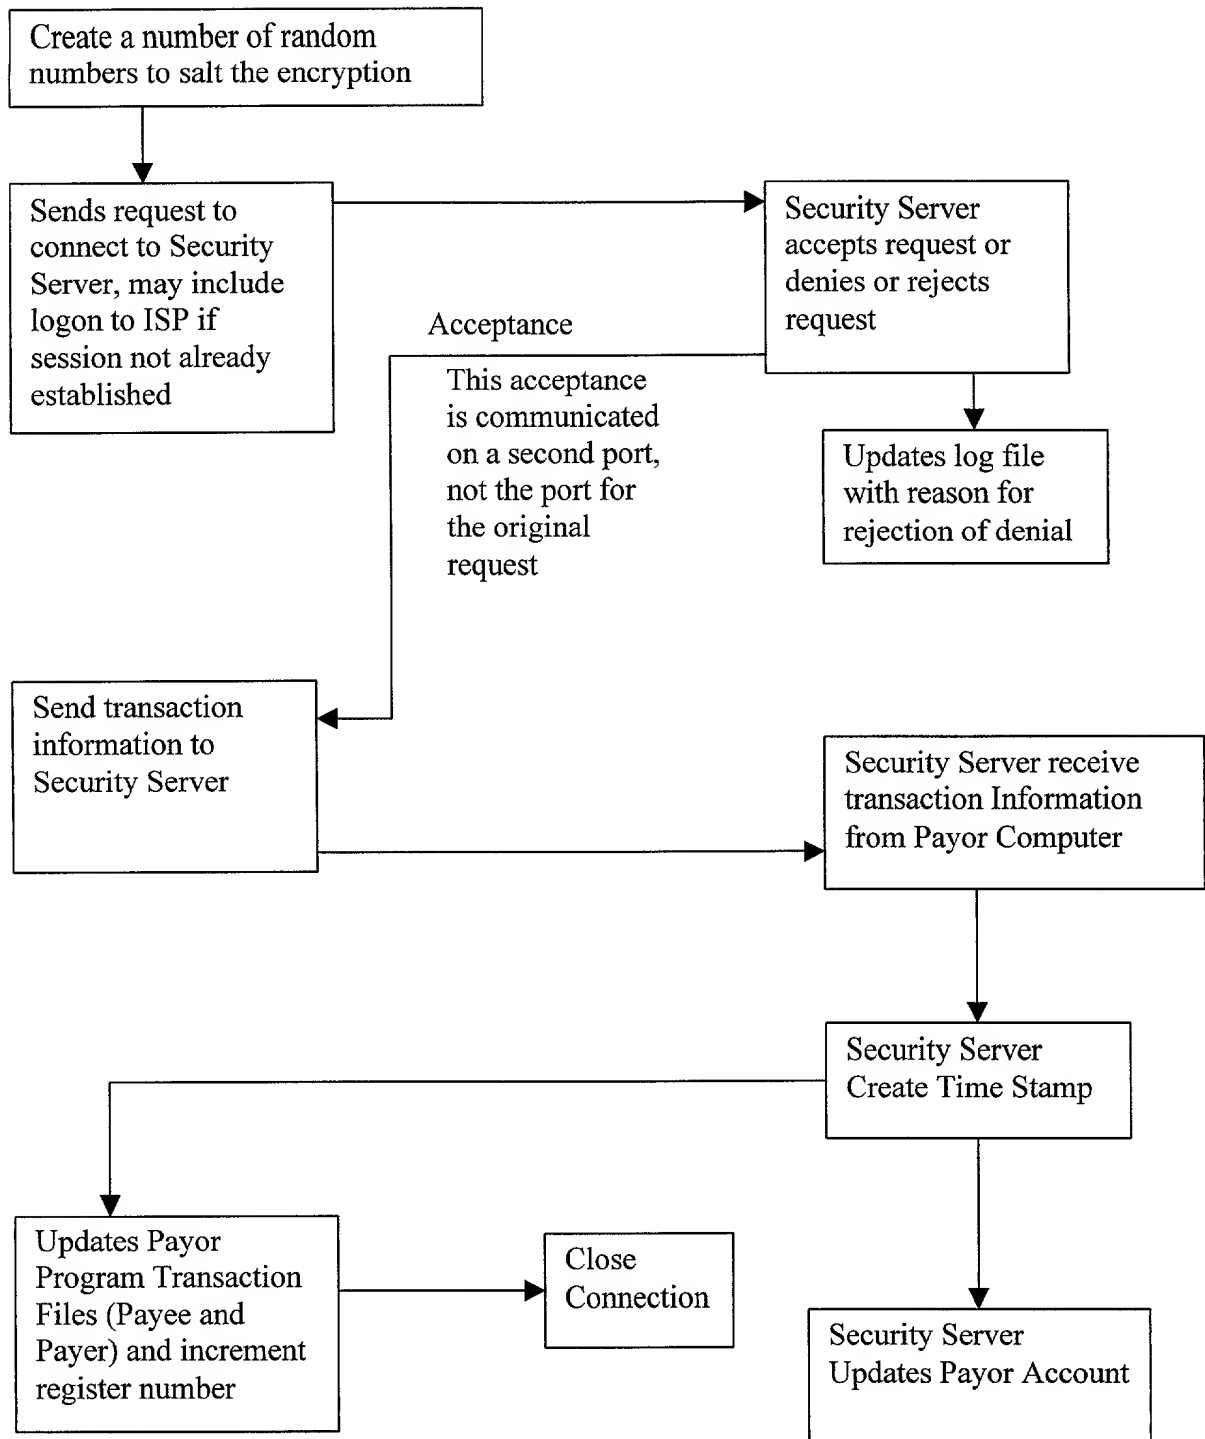 Create a number of random
numbers to salt the encryption
Sends request to
connect to Security
Server, may include
logon to ISP if
session not already
established
Security Server
accepts request or
denies or rejects
request
Acceptance
This acceptance
is communicated
on a second port,
not the port for
the original
request
Updates log file
with reason for
rejection of denial
Send transaction
information to
Security Server
Security Server receive
transaction Information
from Payor Computer
Security Server
Create Time Stamp
Updates Payor
Program Transaction
Files (Payee and
Payer) and increment
register number
Close
Connection
Security Server
Updates Payor Account